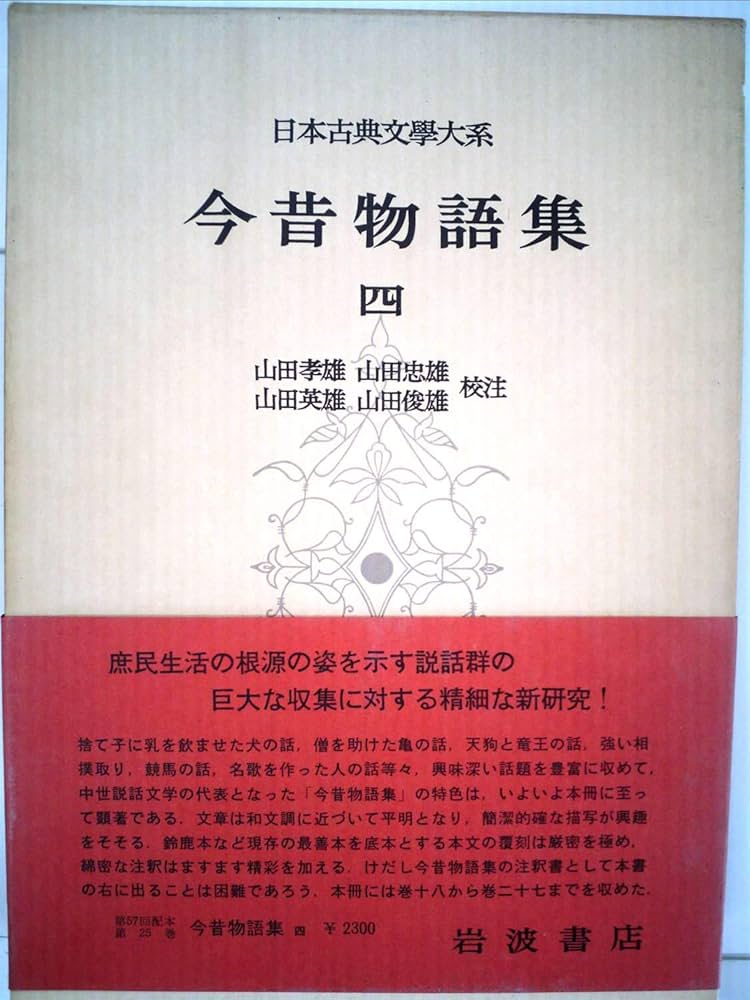 日本古典文學大系
今昔物語集
四
山田孝雄 山田忠雄
山田英雄 山田俊雄
校注
庶民生活の根源の姿を示す説話群の
巨大な収集に対する精細な新研究！
捨て子に乳を飲ませた犬の話，僧を助けた亀の話，天狗と竜王の話，強い相
撲取り，競馬の話，名歌を作った人の話等々，興味深い話題を豊富に収めて，
中世説話文学の代表となった「今昔物語集」の特色は，いよいよ本冊に至っ
て顕著である．文章は和文調に近づいて平明となり，簡潔的確な描写が興趣
をそそる．鈴鹿本など現存の最善本を底本とする本文の覆刻は厳密を極め，
綿密な注釈はますます精彩を加える．けだし今昔物語集の注釈書として本書
の右に出ることは困難であろう．本冊には巻十八から巻二十七までを収めた．
第57回配本
第 25 巻
今昔物語集 四 ￥2300
岩波書店